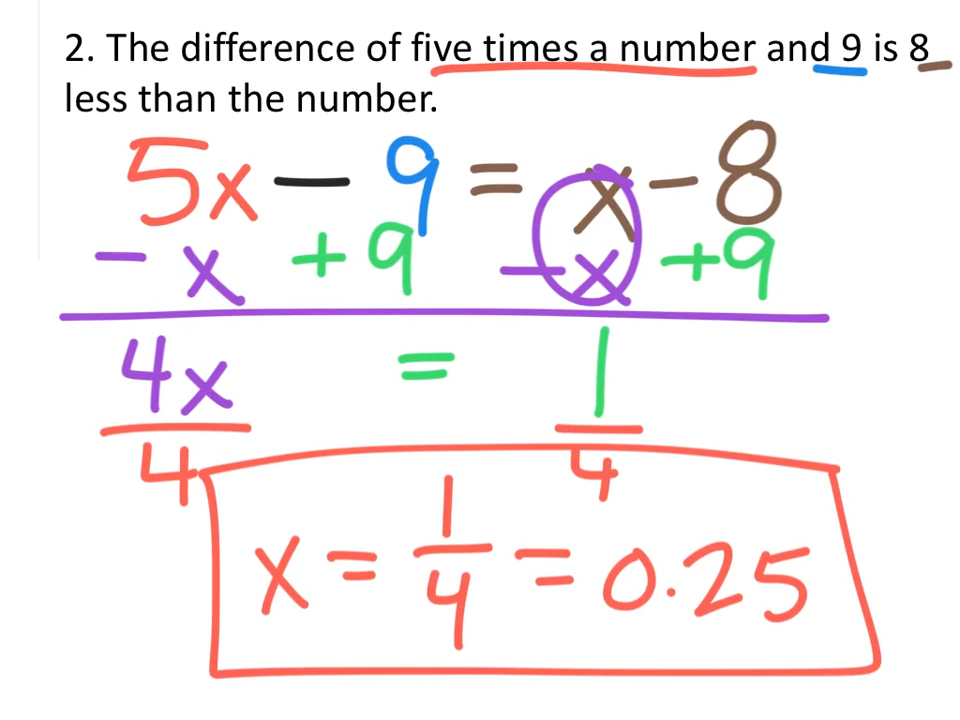 2. The difference of five times a number and 9 is 8
less than the number.
5x - 9 = x - 8
- x + 9 - x + 9
4x = 1
4 4
x = 1/4 = 0.25